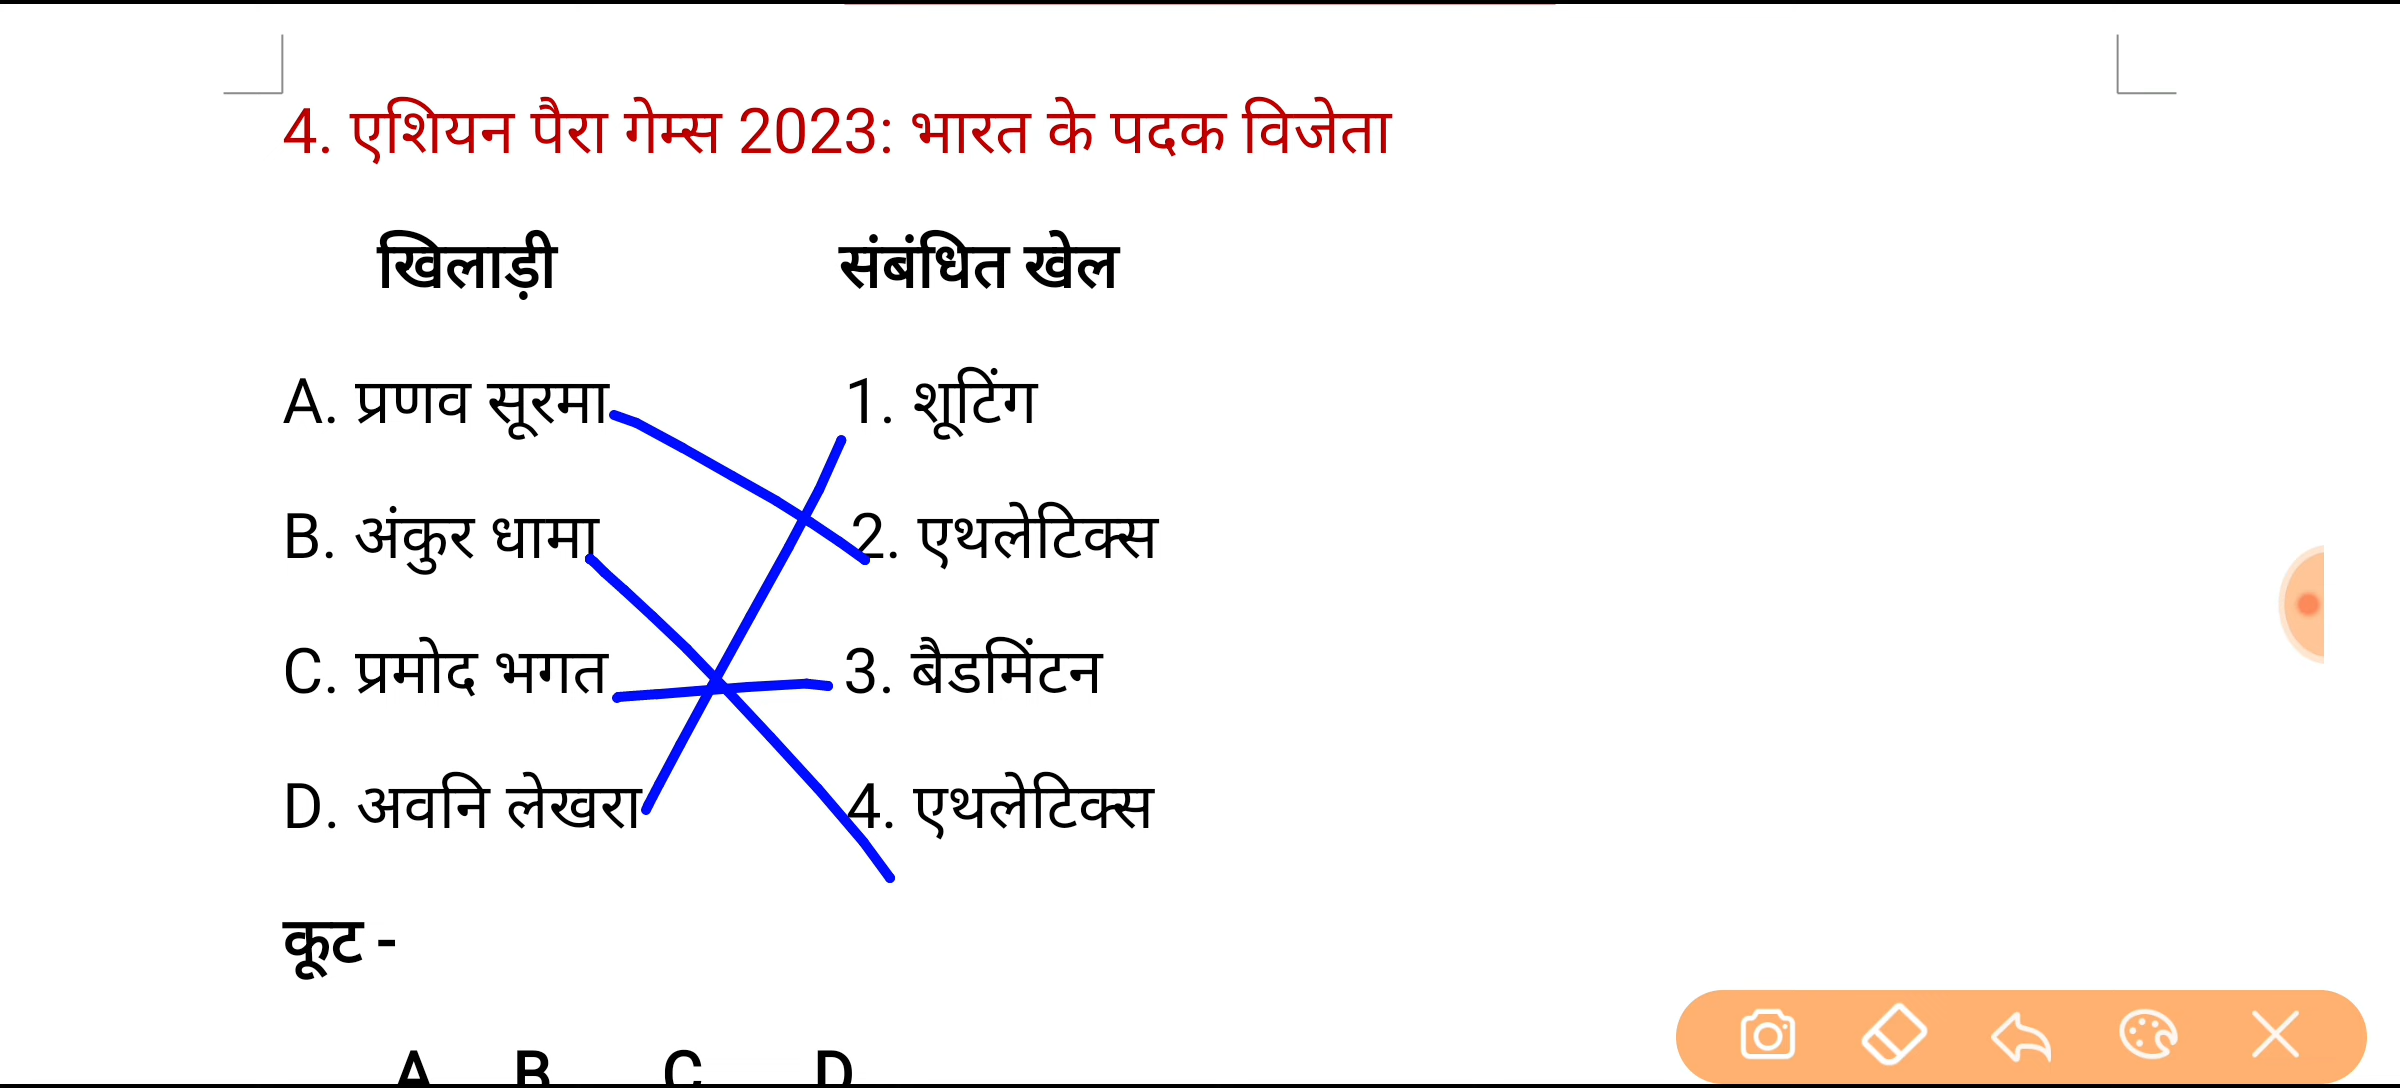 4. एशियन पैरा गेम्स 2023: भारत के पदक विजेता
खिलाड़ी संबंधित खेल
A. प्रणव सूरमा 1. शूटिंग
B. अंकुर धामा 2. एथलेटिक्स
C. प्रमोद भगत 3. बैडमिंटन
D. अवनि लेखरा 4. एथलेटिक्स
कूट -
A B C D